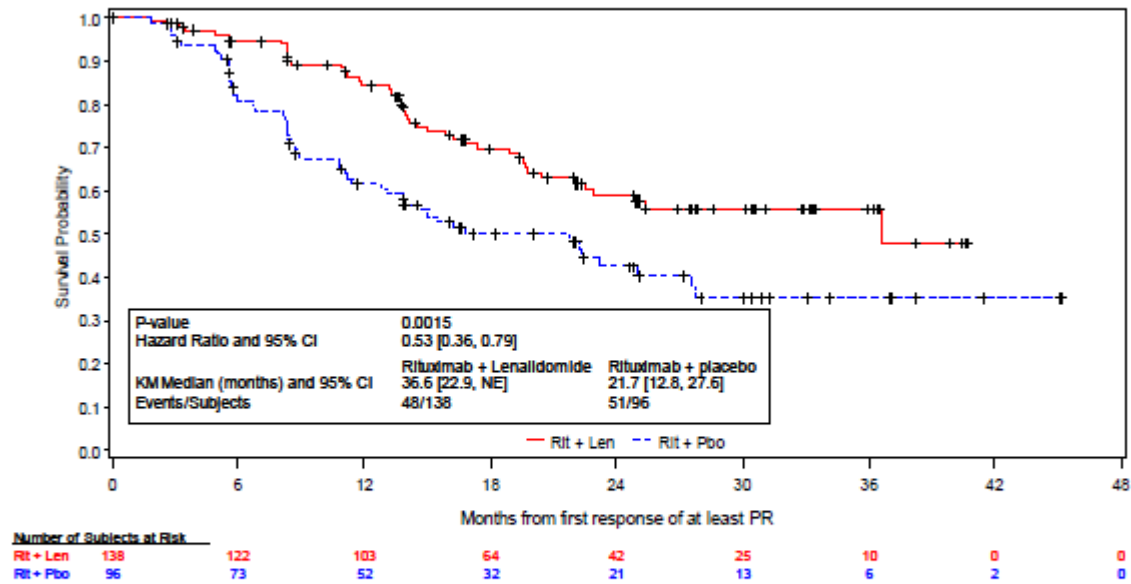 1.0
0.9
0.8
0.7
0.6
0.5
0.4
0.3
0.2
0.1
0.0
Survival Probability
P-value 0.0015
Hazard Ratio and 95% CI 0.53 [0.36, 0.79]
Rituximab + Lenalidomide Rituximab + placebo
KM Median (months) and 95% CI 36.6 [22.9, NE] 21.7 [12.8, 27.6]
Events/Subjects 48/138 51/96
Rit + Len Rit + Pbo
0 6 12 18 24 30 36 42 48
Months from first response of at least PR
Number of Subjects at Risk
Rit + Len 138 122 103 64 42 25 10 0 0
Rit + Pbo 96 73 52 32 21 13 6 2 0